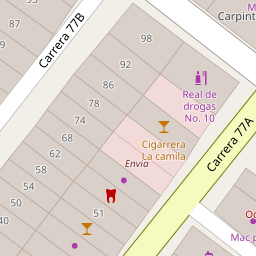 Carrera 77B
98
92
86
78
74
68
62
58
54
50
40
51
Carpint
Real de
drogas
No. 10
Cigarrera
La camila
Envia
Carrera 77A
Oc
Mac p